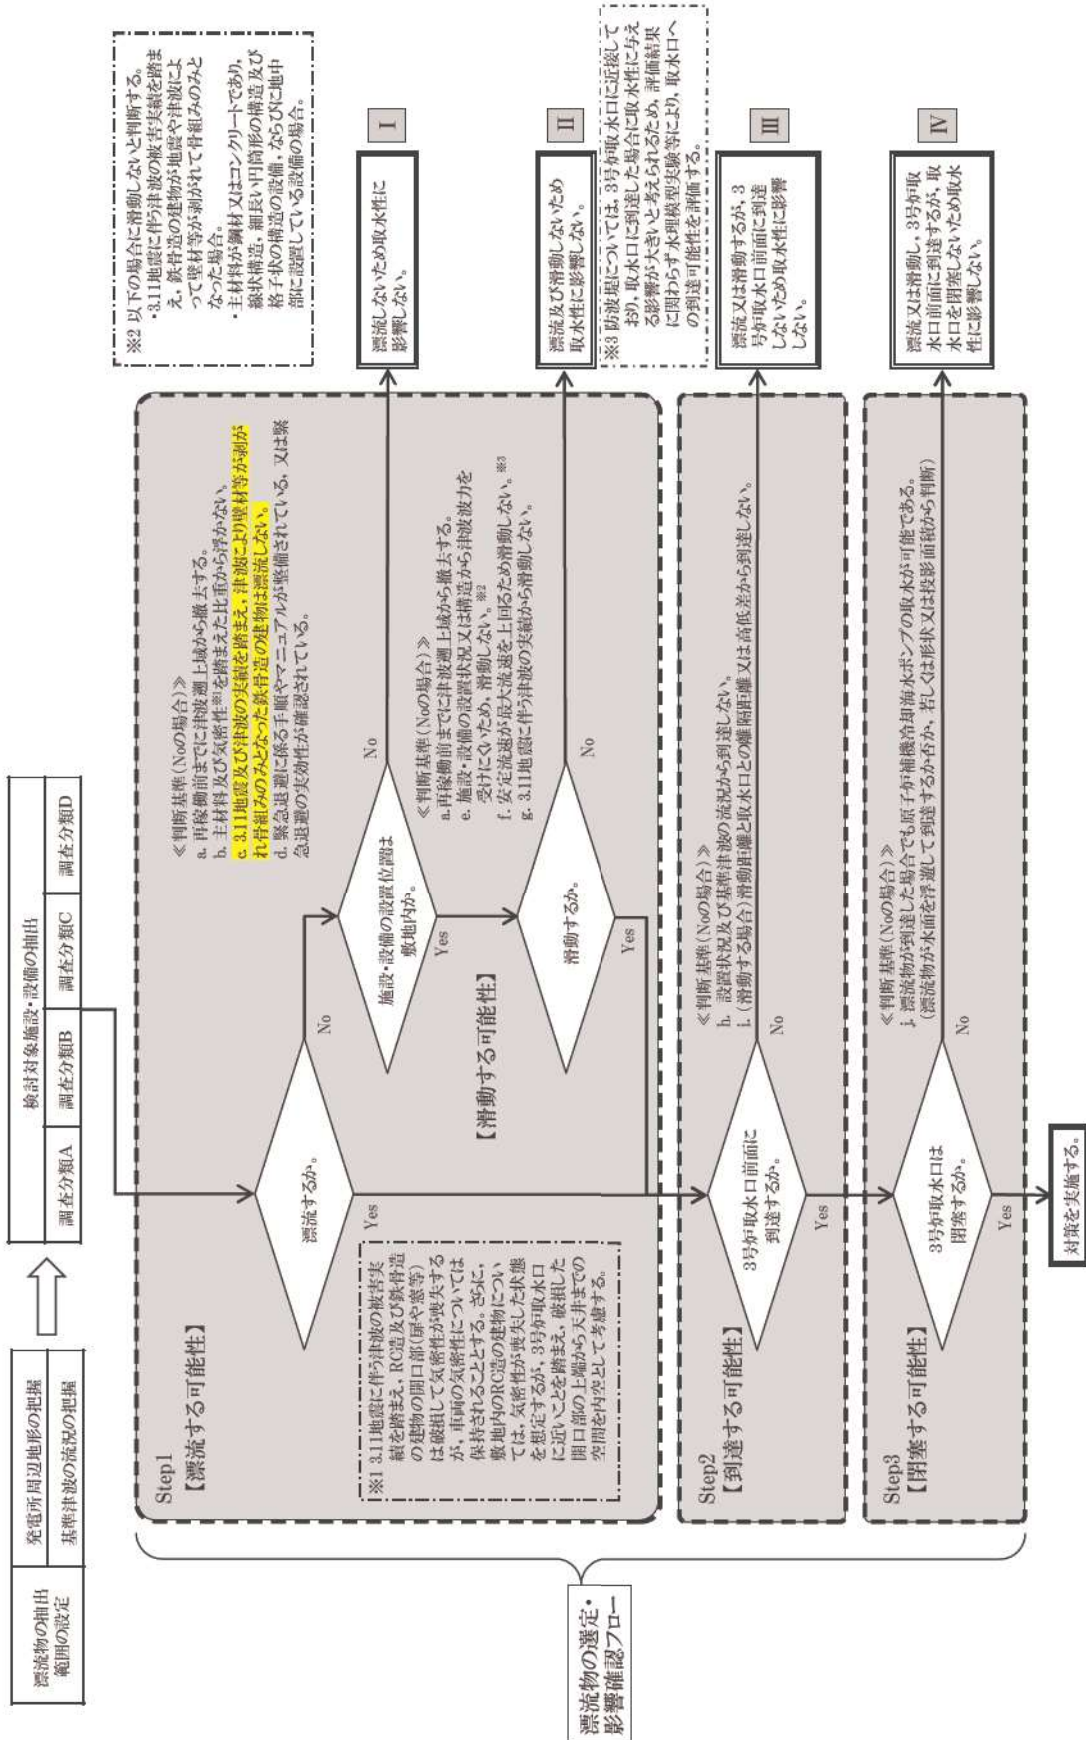 漂流物の抽出
範囲の設定
発電所周辺地形の把握
基準津波の流況の把握
検討対象施設・設備の抽出
調査分類A
調査分類B
調査分類C
調査分類D
漂流物の選定・
影響確認フロー
Step1
【漂流する可能性】
漂流するか。
No
Yes
≪判断基準(Noの場合)≫
a. 再稼働前までに津波遡上域から撤去する。
b. 主材料及び気密性※1を踏まえた比重から浮かない。
c. 3.11地震及び津波の実績を踏まえ、津波により壁材等が剥が
れ骨組みのみとなった鉄骨造の建物は漂流しない。
d. 緊急退避に係る手順やマニュアルが整備されている、又は緊
急退避の実効性が確認されている。
※1 3.11地震に伴う津波の被害実
績を踏まえ、RC造及び鉄骨造
の建物の開口部(扉や窓等)
は破損して気密性が喪失する
が、車両の気密性については
保持されることとする。さらに、
敷地内のRC造の建物につい
ては、気密性が喪失した状態
を想定するが、3号炉取水口
に近いことを踏まえ、破損した
開口部の上端から天井までの
空間を内空として考慮する。
施設・設備の設置位置は
敷地内か。
No
Yes
【滑動する可能性】
≪判断基準(Noの場合)≫
a. 再稼働前までに津波遡上域から撤去する。
e. 施設・設備の設置状況又は構造から津波波力を
受けにくいため、滑動しない。※2
f. 安定流速が最大流速を上回るため滑動しない。※3
g. 3.11地震に伴う津波の実績から滑動しない。
滑動するか。
No
Yes
※2 以下の場合に滑動しないと判断する。
・3.11地震に伴う津波の被害実績を踏ま
え、鉄骨造の建物が地震や津波によ
って壁材等が剥がれて骨組みのみと
なった場合。
・主材料が鋼材又はコンクリートであり、
線状構造、細長い円筒形の構造及び
格子状の構造の設備、ならびに地中
部に設置している設備の場合。
漂流しないため取水性に
影響しない。
I
漂流及び滑動しないため
取水性に影響しない。
II
※3 防波堤については、3号炉取水口に近接して
おり、取水口に到達した場合に取水性に与え
る影響が大きいと考えられるため、評価結果
に関わらず水理模型実験等により、取水口へ
の到達可能性を評価する。
Step2
【到達する可能性】
3号炉取水口前面に
到達するか。
No
Yes
≪判断基準(Noの場合)≫
h. 設置状況及び基準津波の流況から到達しない。
i. (滑動する場合)滑動距離と取水口との離隔距離又は高低差から到達しない。
漂流又は滑動するが、3
号炉取水口前面に到達
しないため取水性に影響
しない。
III
Step3
【閉塞する可能性】
3号炉取水口は
閉塞するか。
No
Yes
≪判断基準(Noの場合)≫
j. 漂流物が到達した場合でも原子炉補機冷却海水ポンプの取水が可能である。
(漂流物が水面を浮遊して到達するか否か、若しくは形状又は投影面積から判断)
漂流又は滑動し、3号炉取
水口前面に到達するが、取
水口を閉塞しないため取水
性に影響しない。
IV
対策を実施する。